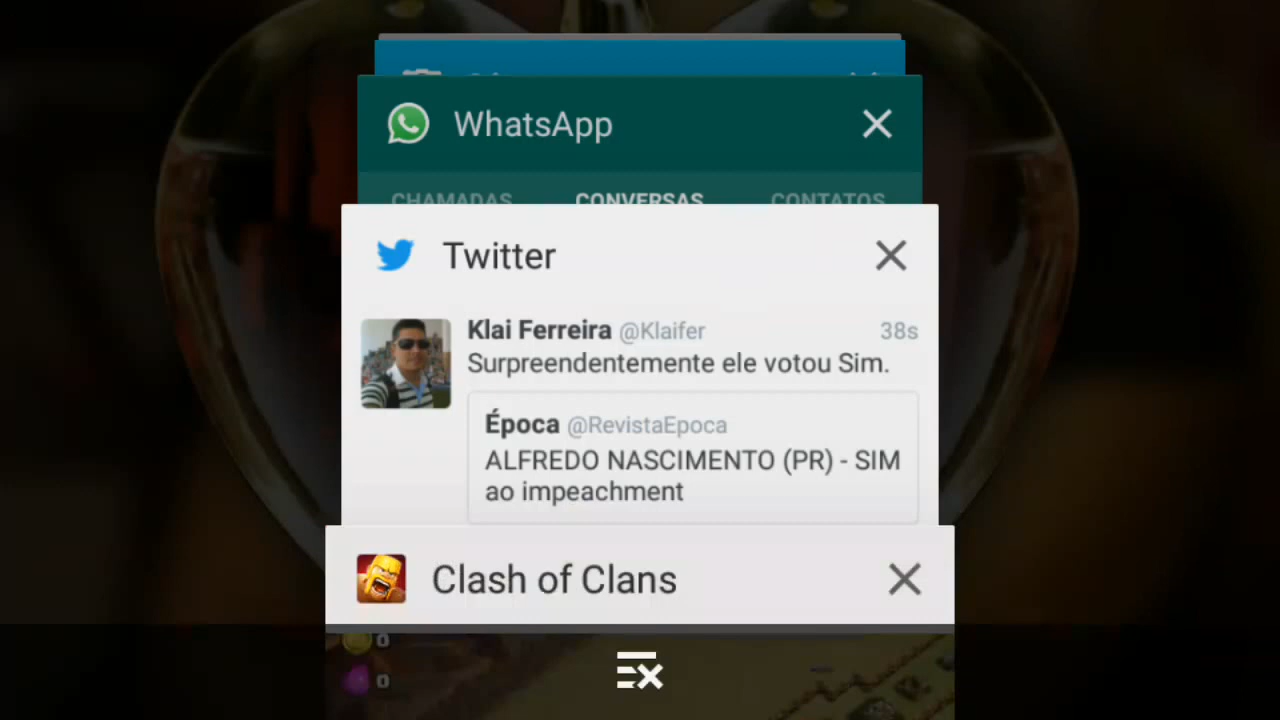 WhatsApp
CHAMADAS CONVERSAS CONTATOS
Twitter
Klai Ferreira @Klaifer 38s
Surpreendentemente ele votou Sim.
Época @RevistaEpoca
ALFREDO NASCIMENTO (PR) - SIM
ao impeachment
Clash of Clans
0
0